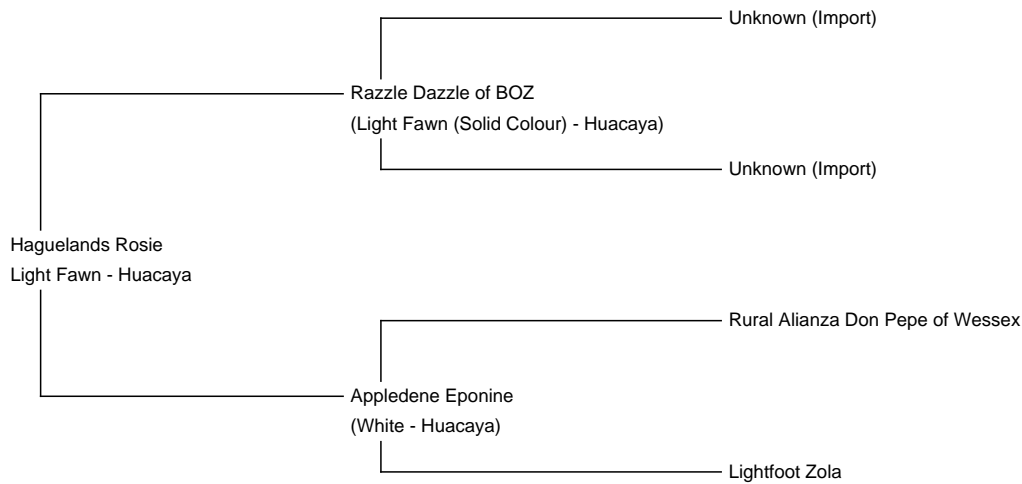 Unknown (Import)
Razzle Dazzle of BOZ
(Light Fawn (Solid Colour) - Huacaya)
Unknown (Import)
Haguelands Rosie
Light Fawn - Huacaya
Rural Alianza Don Pepe of Wessex
Appledene Eponine
(White - Huacaya)
Lightfoot Zola